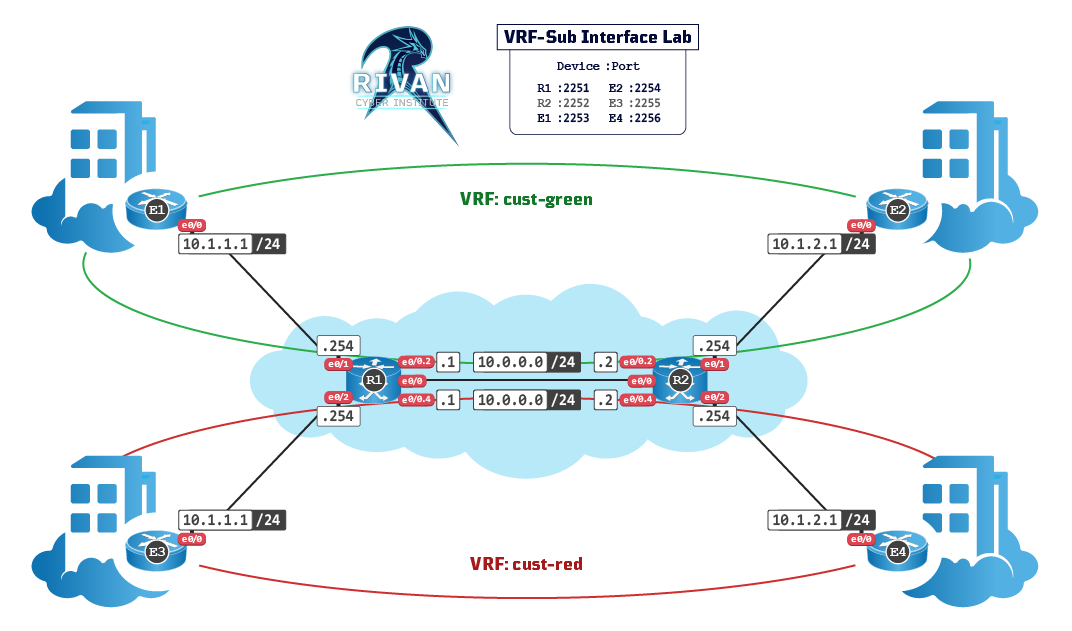 VRF-Sub Interface Lab
Device :Port
R1 :2251 E2 :2254
R2 :2252 E3 :2255
E1 :2253 E4 :2256
RIVAN
CYBER INSTITUTE
VRF: cust-green
E1
e0/0
10.1.1.1 /24
E2
e0/0
10.1.2.1 /24
.254
.254
e0/1
R1
e0/0.2
.1
10.0.0.0 /24
.2
e0/0.2
R2
e0/1
e0/0
e0/0
e0/2
e0/0.4
.1
10.0.0.0 /24
.2
e0/0.4
e0/2
.254
.254
10.1.1.1 /24
e0/0
E3
10.1.2.1 /24
e0/0
E4
VRF: cust-red